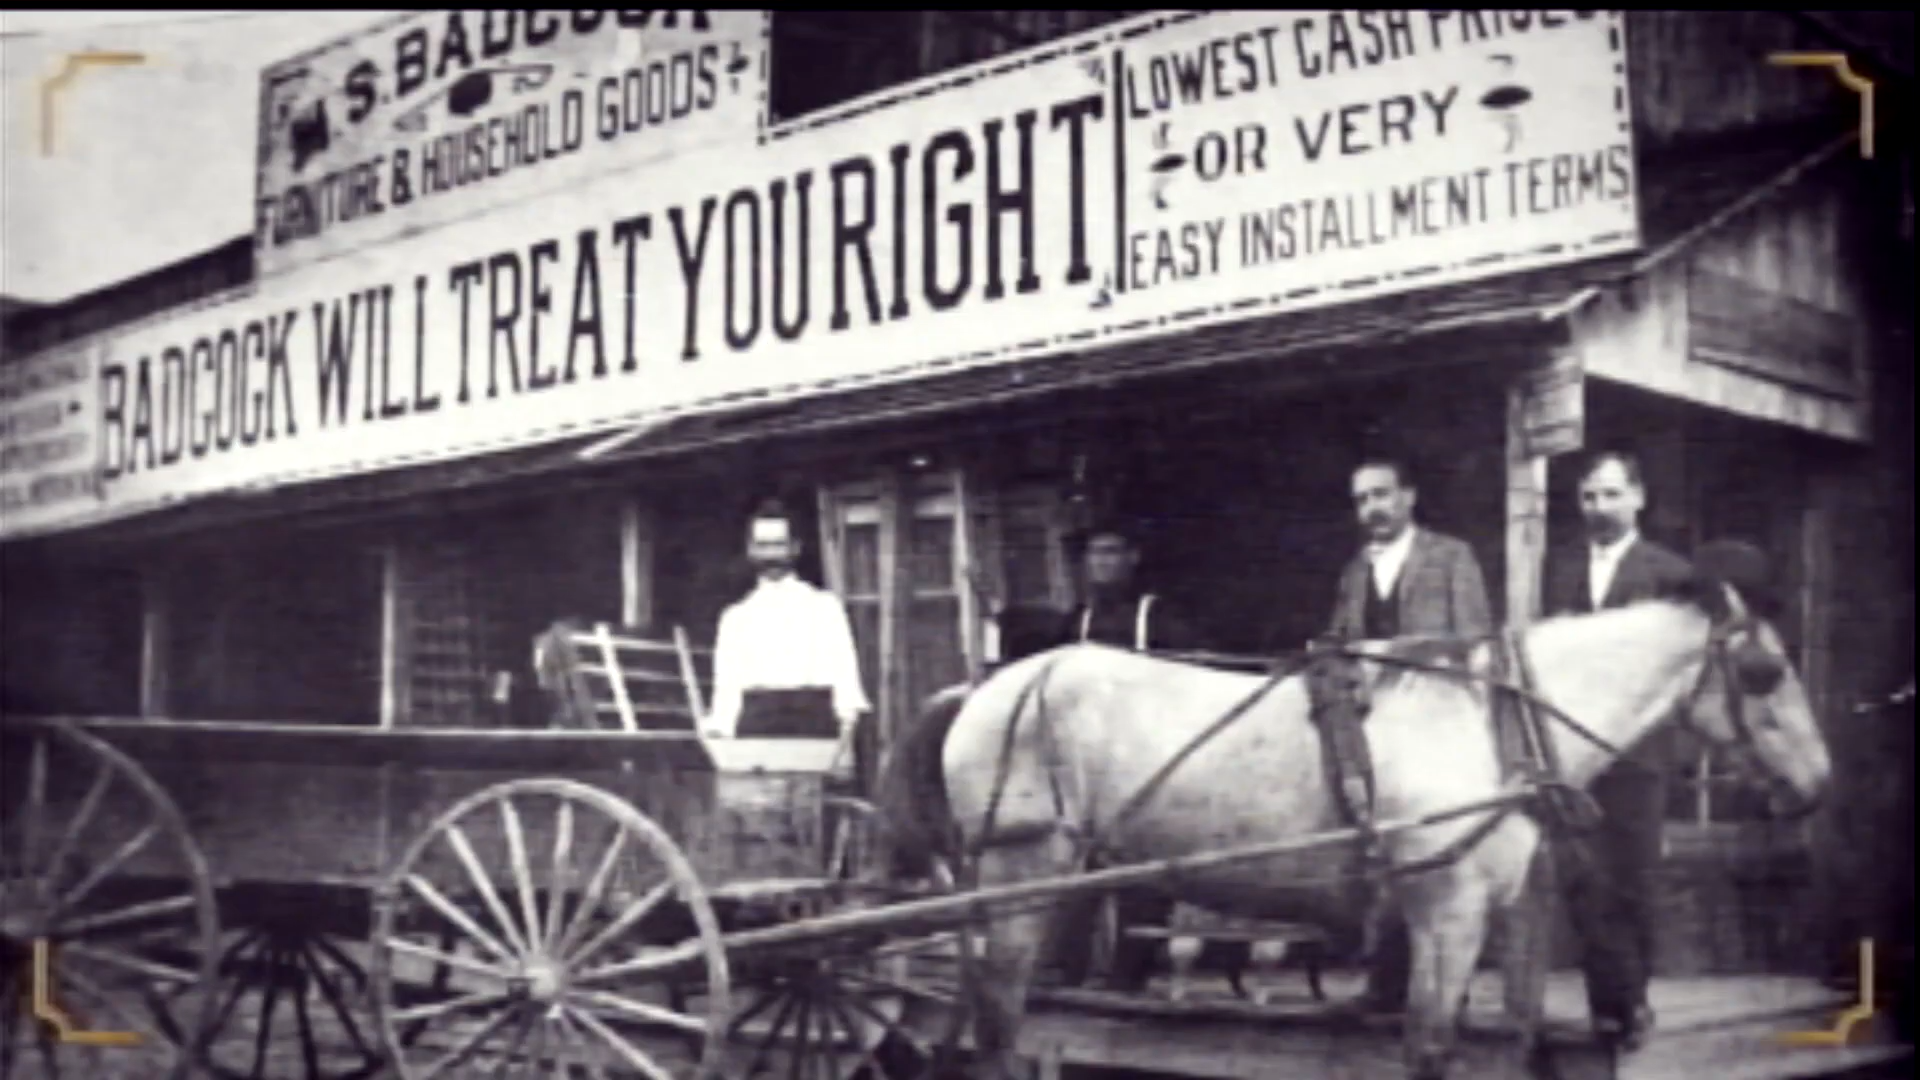 .S. BADCOCK
FURNITURE & HOUSEHOLD GOODS
BADCOCK WILL TREAT YOU RIGHT
LOWEST CASH PRICES
OR VERY
EASY INSTALLMENT TERMS